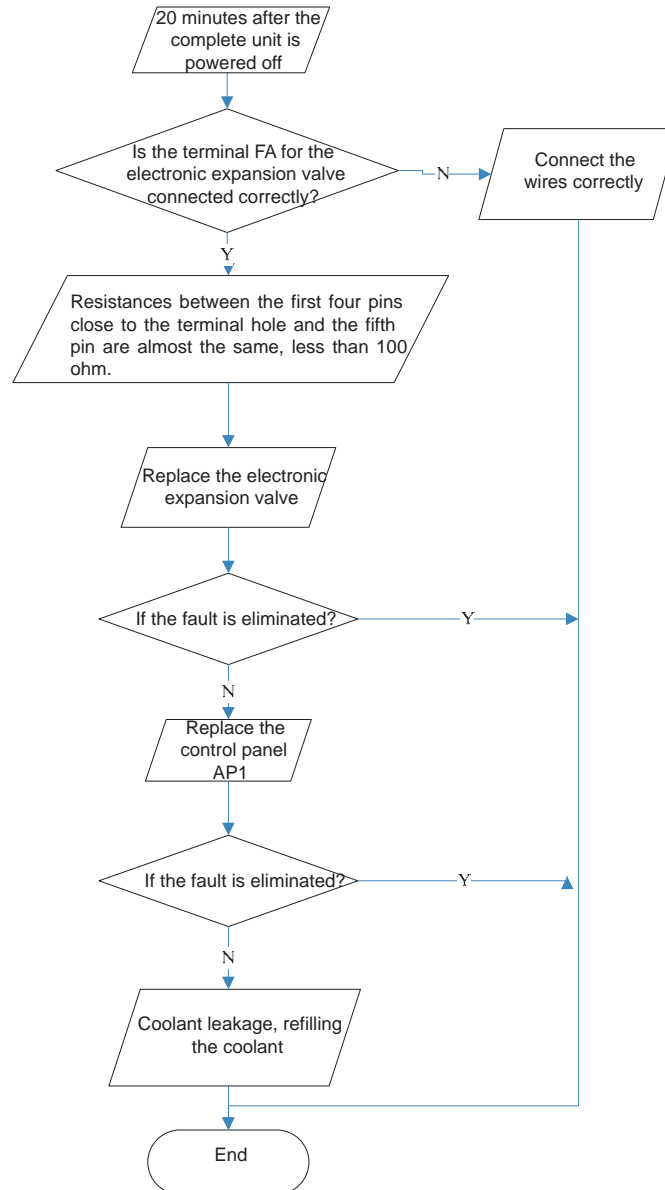 20 minutes after the
complete unit is
powered off
Is the terminal FA for the
electronic expansion valve
connected correctly?
N
Connect the
wires correctly
Y
Resistances between the first four pins
close to the terminal hole and the fifth
pin are almost the same, less than 100
ohm.
Replace the electronic
expansion valve
If the fault is eliminated?
Y
N
Replace the
control panel
AP1
If the fault is eliminated?
Y
N
Coolant leakage, refilling
the coolant
End